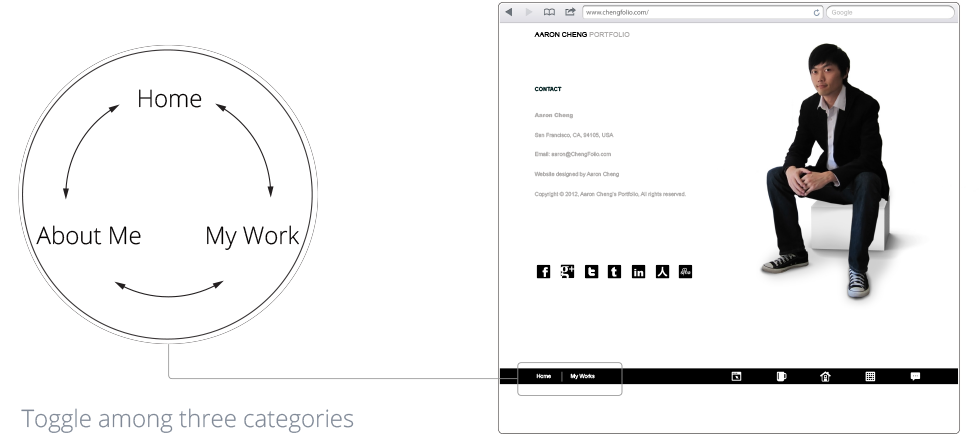 Home
About Me
My Work
Toggle among three categories
www.chengfolio.com/
Google
AARON CHENG PORTFOLIO
CONTACT
Aaron Cheng
San Francisco, CA, 94105, USA
Email: aaron@ChengFolio.com
Website designed by Aaron Cheng
Copyright © 2012, Aaron Cheng's Portfolio, All rights reserved.
f g+ t t in
Home | My Works